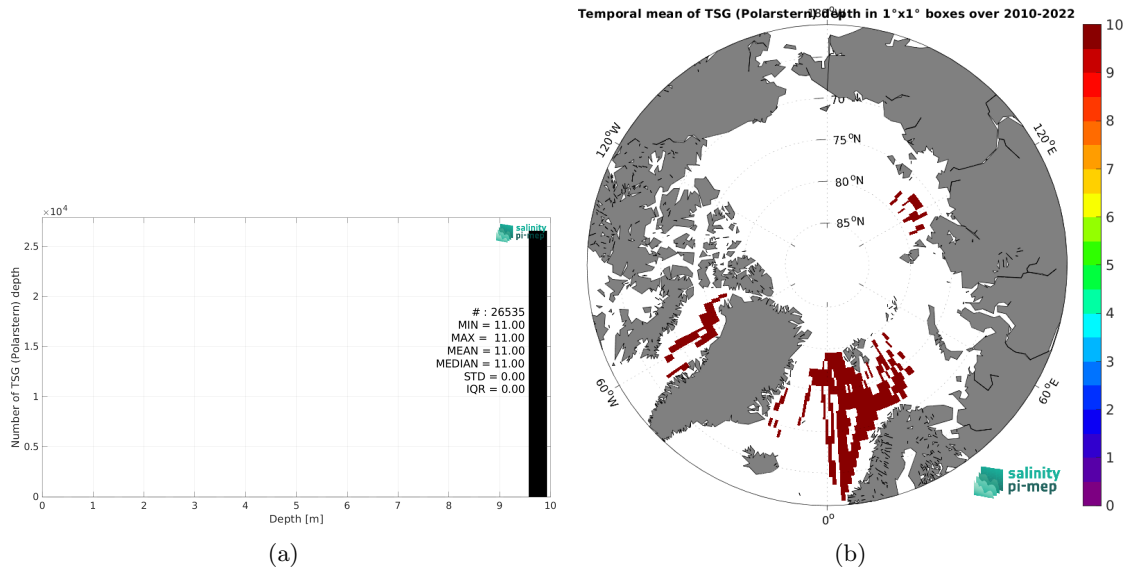 ×10⁴
2.5
2
1.5
1
0.5
0
Number of TSG (Polarstern) depth
salinity
pi-mep
# : 26535
MIN = 11.00
MAX = 11.00
MEAN = 11.00
MEDIAN = 11.00
STD = 0.00
IQR = 0.00
0 1 2 3 4 5 6 7 8 9 10
Depth [m]
(a)
Temporal mean of TSG (Polarstern) depth in 1°x1° boxes over 2010-2022
180°W
120°W
120°E
60°W
60°E
0°
70
75°N
80°N
85°N
salinity
pi-mep
10
9
8
7
6
5
4
3
2
1
0
(b)